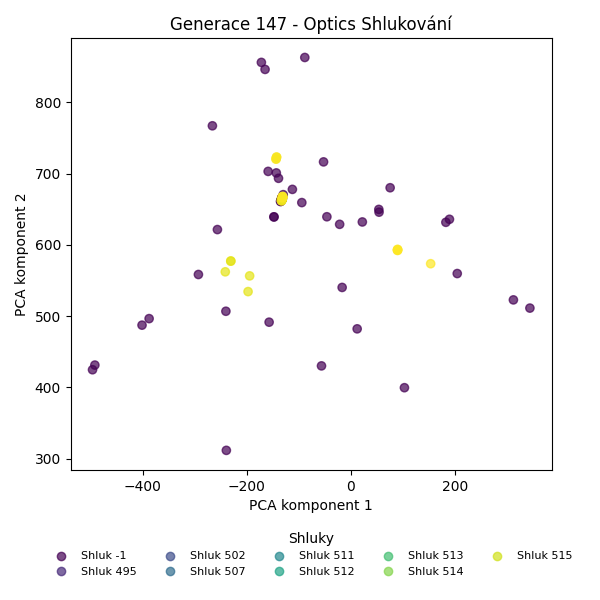 Generace 147 - Optics Shlukování
PCA komponent 2
800
700
600
500
400
300
−400
−200
0
200
PCA komponent 1
Shluky
Shluk -1
Shluk 502
Shluk 511
Shluk 513
Shluk 515
Shluk 495
Shluk 507
Shluk 512
Shluk 514